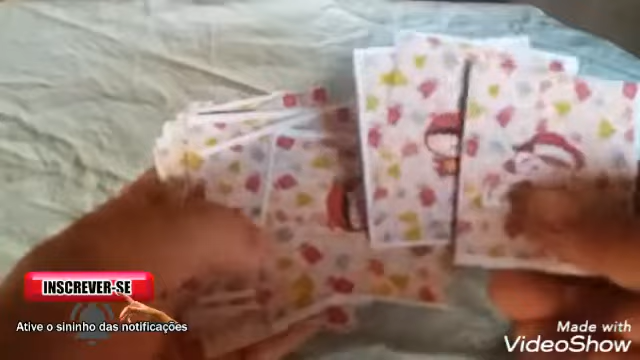 INSCREVER-SE
Ative o sininho das notificações
Made with
VideoShow